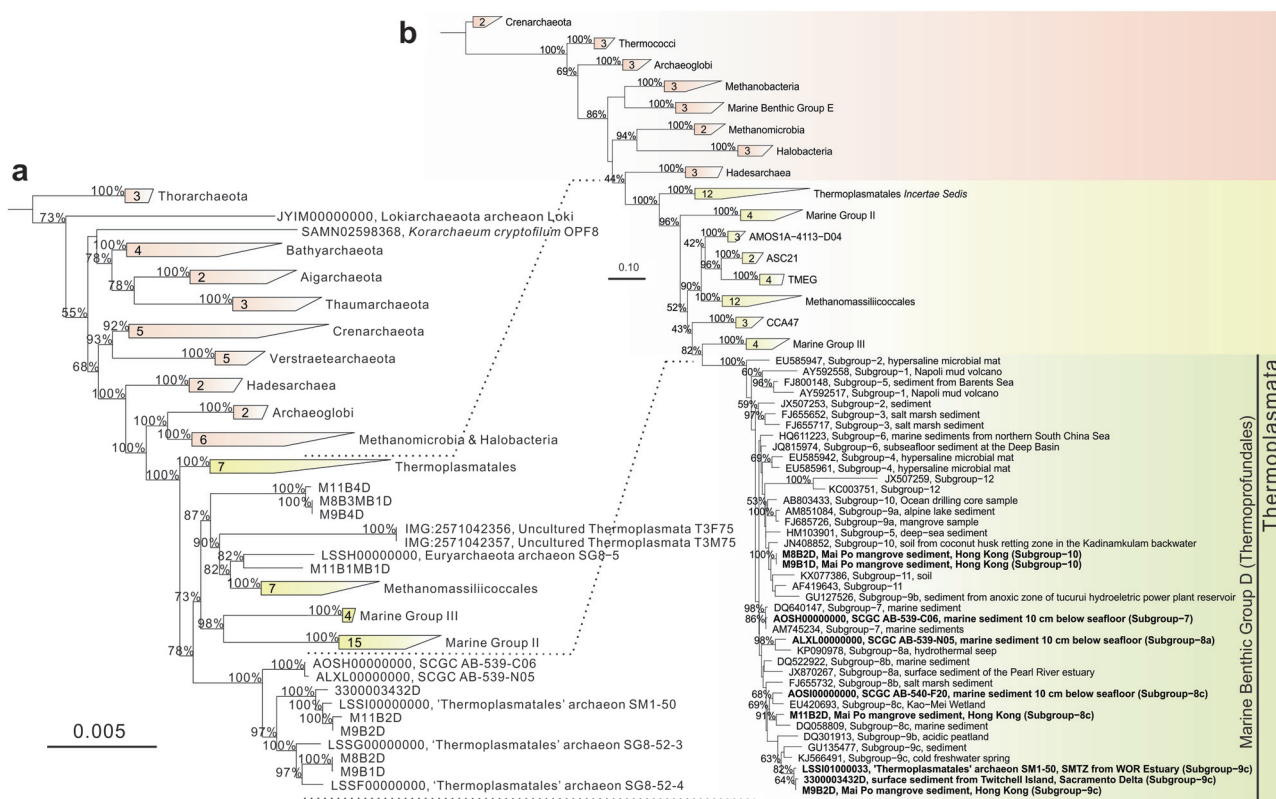 a
100% 3 Thorarchaeota
73%
JYIM00000000, Lokiarchaeaota archeaon Loki
SAMN02598368, Korarchaeum cryptofilum OPF8
100% 4 Bathyarchaeota
78%
100% 2 Aigarchaeota
78%
100% 3 Thaumarchaeota
55%
92% 5 Crenarchaeota
93%
100% 5 Verstraetearchaeota
68%
100% 2 Hadesarchaea
100%
100% 2 Archaeoglobi
100% 6 Methanomicrobia & Halobacteria
100%
100% 7 Thermoplasmatales
100% M11B4D
M8B3MB1D
100%
M9B4D
87%
100% IMG:2571042356, Uncultured Thermoplasmata T3F75
IMG:2571042357, Uncultured Thermoplasmata T3M75
90%
82% LSSH00000000, Euryarchaeota archaeon SG8-5
82% M11B1MB1D
100% 7 Methanomassiliicoccales
73%
100% 4 Marine Group III
98%
100% 15 Marine Group II
78%
100% AOSH00000000, SCGC AB-539-C06
ALXL00000000, SCGC AB-539-N05
100% 3300003432D
100% LSSI00000000, 'Thermoplasmatales' archaeon SM1-50
100% M11B2D
M9B2D
97%
100% LSSG00000000, 'Thermoplasmatales' archaeon SG8-52-3
100% M8B2D
97% M9B1D
LSSF00000000, 'Thermoplasmatales' archaeon SG8-52-4
0.005
b
2 Crenarchaeota
100%
100% 3 Thermococci
69%
100% 3 Archaeoglobi
100% 3 Methanobacteria
86%
100% 3 Marine Benthic Group E
94%
100% 2 Methanomicrobia
100% 3 Halobacteria
44%
100% 3 Hadesarchaea
100%
100% 12 Thermoplasmatales Incertae Sedis
96%
100% 4 Marine Group II
42%
100% 3 AMOS1A-4113-D04
96%
100% 2 ASC21
100% 4 TMEG
90%
100% 12 Methanomassiliicoccales
52%
100% 3 CCA47
43%
100% 4 Marine Group III
82%
0.10
100% EU585947, Subgroup-2, hypersaline microbial mat
60% AY592558, Subgroup-1, Napoli mud volcano
96% FJ800148, Subgroup-5, sediment from Barents Sea
AY592517, Subgroup-1, Napoli mud volcano
59% JX507253, Subgroup-2, sediment
97% FJ655652, Subgroup-3, salt marsh sediment
FJ655717, Subgroup-3, salt marsh sediment
HQ611223, Subgroup-6, marine sediments from northern South China Sea
JQ815974, Subgroup-6, subseafloor sediment at the Deep Basin
69% EU585942, Subgroup-4, hypersaline microbial mat
EU585961, Subgroup-4, hypersaline microbial mat
100% JX507259, Subgroup-12
KC003751, Subgroup-12
53% AB803433, Subgroup-10, Ocean drilling core sample
100% AM851084, Subgroup-9a, alpine lake sediment
FJ685726, Subgroup-9a, mangrove sample
HM103901, Subgroup-5, deep-sea sediment
JN408852, Subgroup-10, soil from coconut husk retting zone in the Kadinamkulam backwater
100% M8B2D, Mai Po mangrove sediment, Hong Kong (Subgroup-10)
M9B1D, Mai Po mangrove sediment, Hong Kong (Subgroup-10)
KX077386, Subgroup-11, soil
AF419643, Subgroup-11
GU127526, Subgroup-9b, sediment from anoxic zone of tucurui hydroeletric power plant reservoir
98% DQ640147, Subgroup-7, marine sediment
86% AOSH00000000, SCGC AB-539-C06, marine sediment 10 cm below seafloor (Subgroup-7)
AM745234, Subgroup-7, marine sediments
98% ALXL00000000, SCGC AB-539-N05, marine sediment 10 cm below seafloor (Subgroup-8a)
KP090978, Subgroup-8a, hydrothermal seep
DQ522922, Subgroup-8b, marine sediment
JX870267, Subgroup-8a, surface sediment of the Pearl River estuary
FJ655732, Subgroup-8b, salt marsh sediment
68% AOSI00000000, SCGC AB-540-F20, marine sediment 10 cm below seafloor (Subgroup-8c)
69% EU420693, Subgroup-8c, Kao-Mei Wetland
91% M11B2D, Mai Po mangrove sediment, Hong Kong (Subgroup-8c)
DQ058809, Subgroup-8c, marine sediment
DQ301913, Subgroup-9b, acidic peatland
GU135477, Subgroup-9c, sediment
63% KJ566491, Subgroup-9c, cold freshwater spring
82% LSSI01000033, 'Thermoplasmatales' archaeon SM1-50, SMTZ from WOR Estuary (Subgroup-9c)
64% 3300003432D, surface sediment from Twitchell Island, Sacramento Delta (Subgroup-9c)
M9B2D, Mai Po mangrove sediment, Hong Kong (Subgroup-9c)
Marine Benthic Group D (Thermoprofundales)
Thermoplasmata